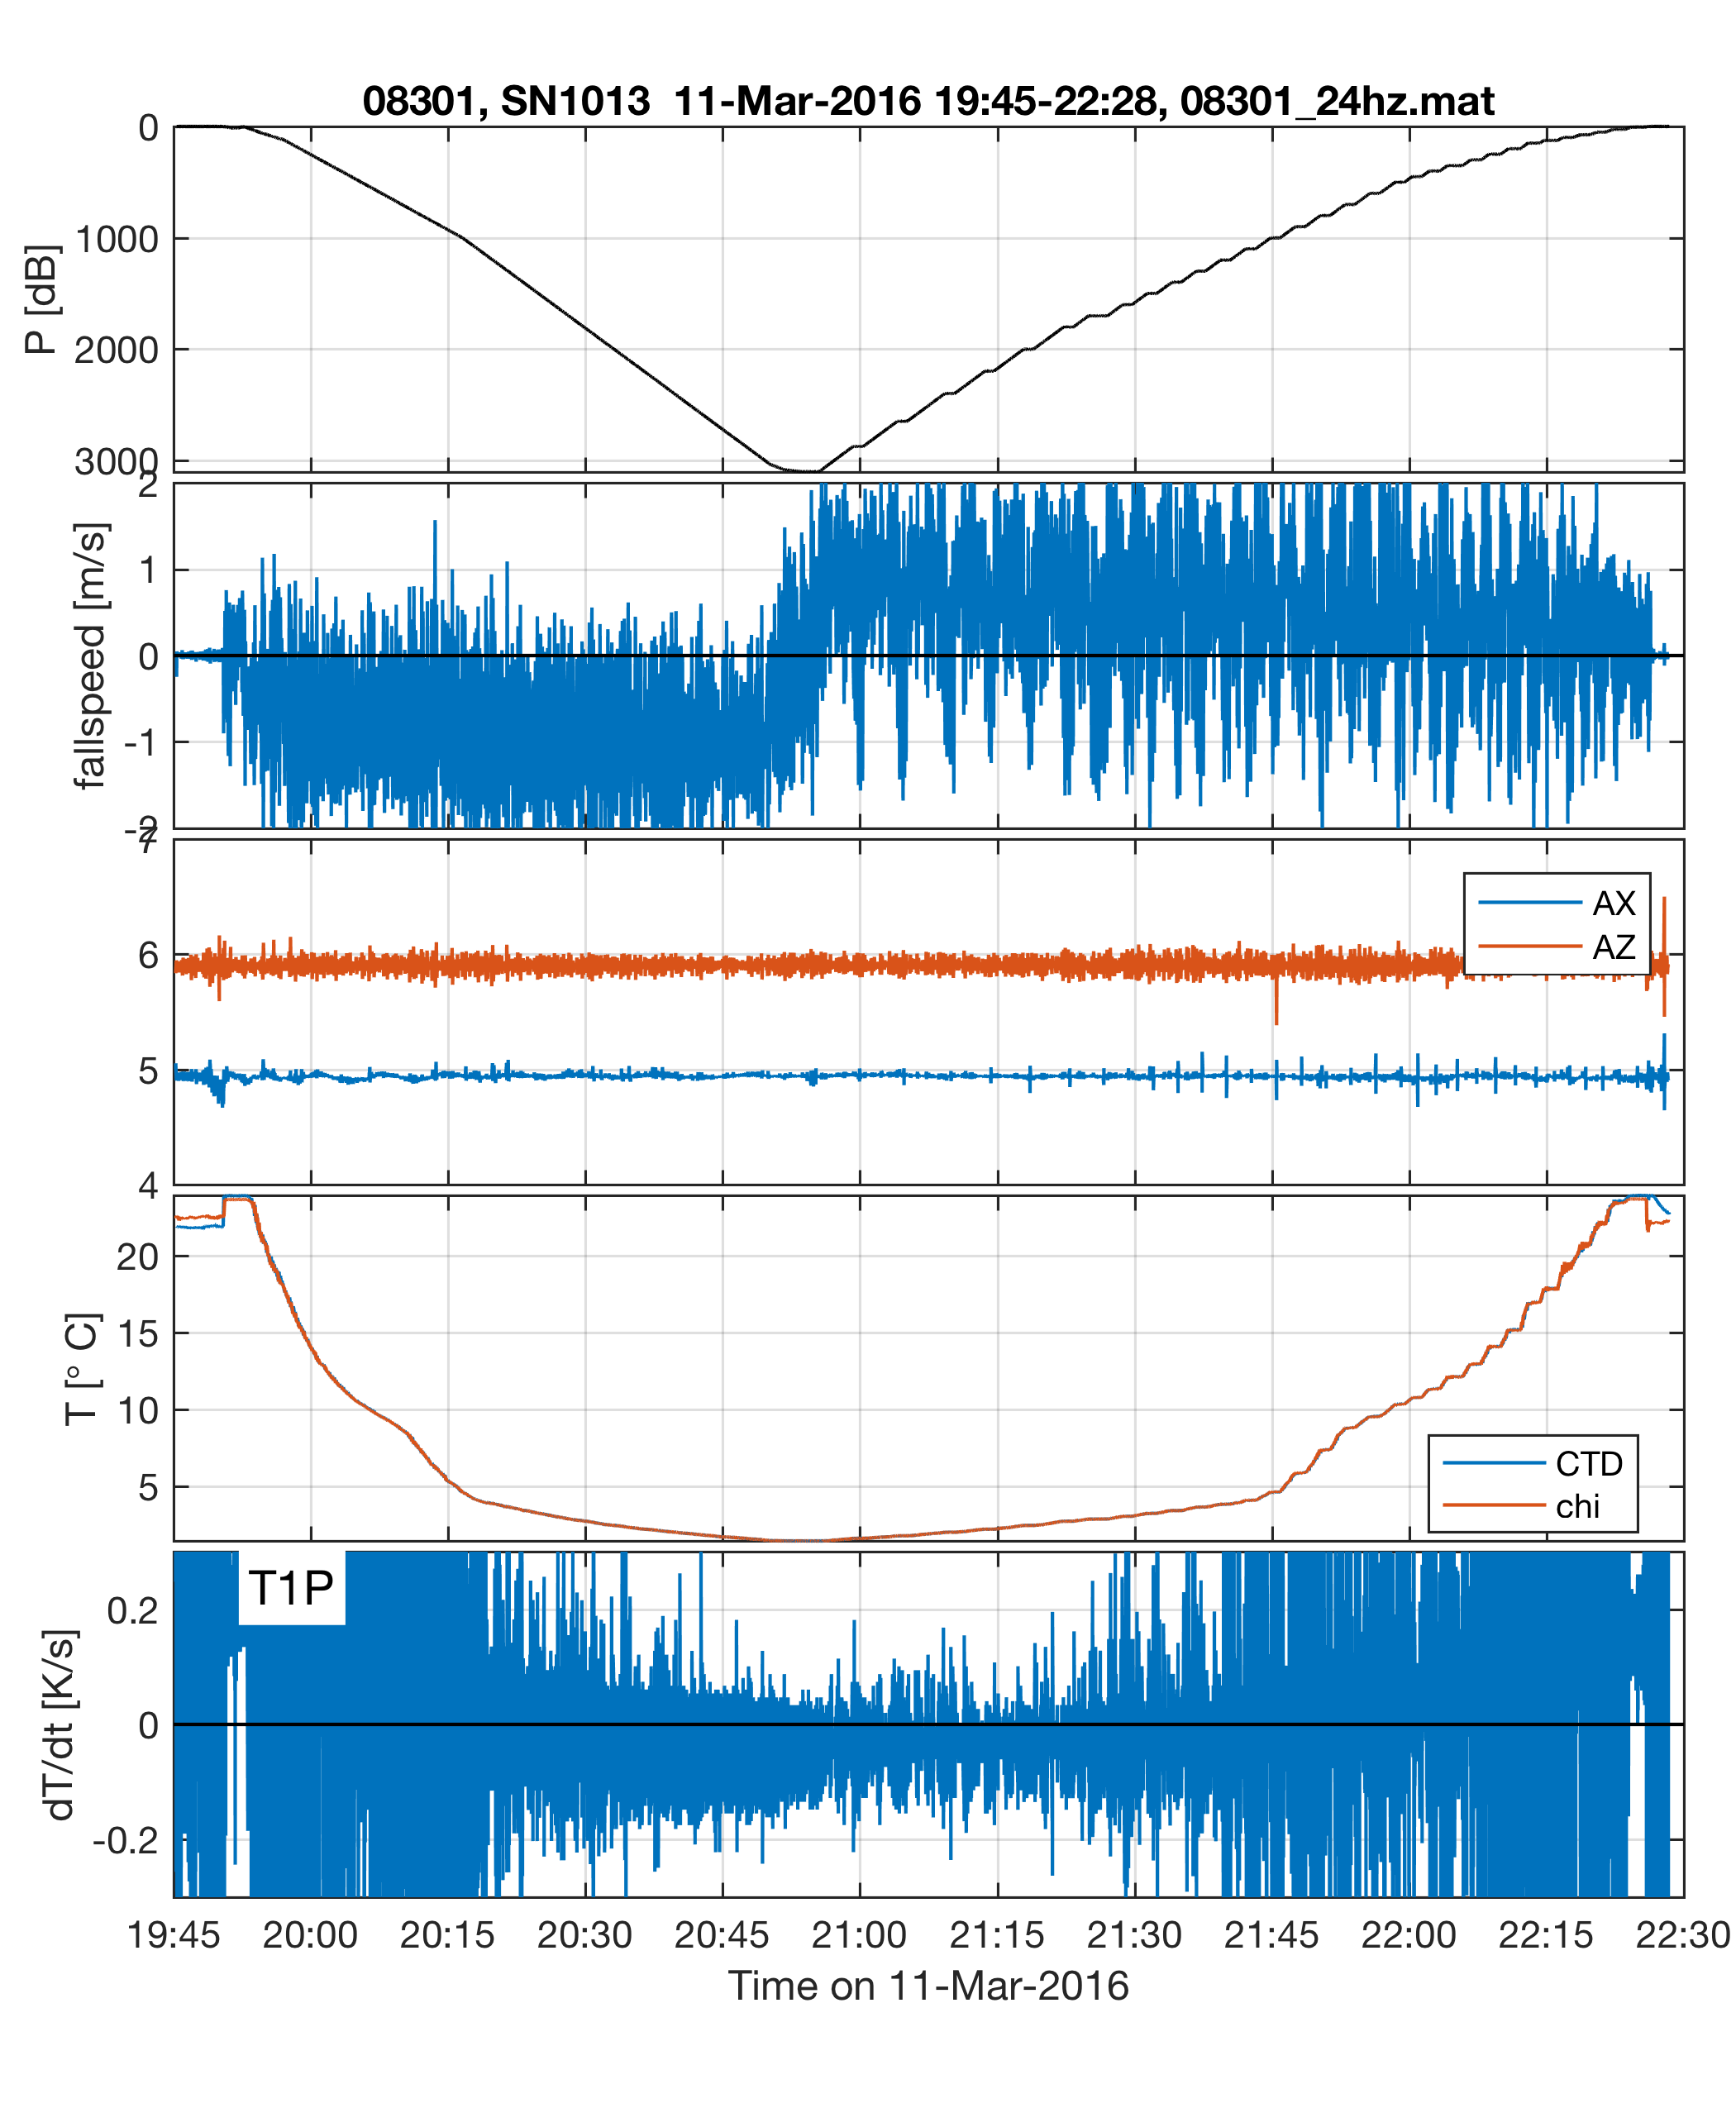 08301, SN1013  11-Mar-2016 19:45-22:28, 08301_24hz.mat
0
1000
2000
3000
P [dB]
2
1
0
-1
-2
fallspeed [m/s]
7
6
5
4
AX
AZ
20
15
10
5
T [° C]
CTD
chi
T1P
0.2
0
-0.2
dT/dt [K/s]
19:45 20:00 20:15 20:30 20:45 21:00 21:15 21:30 21:45 22:00 22:15 22:30
Time on 11-Mar-2016